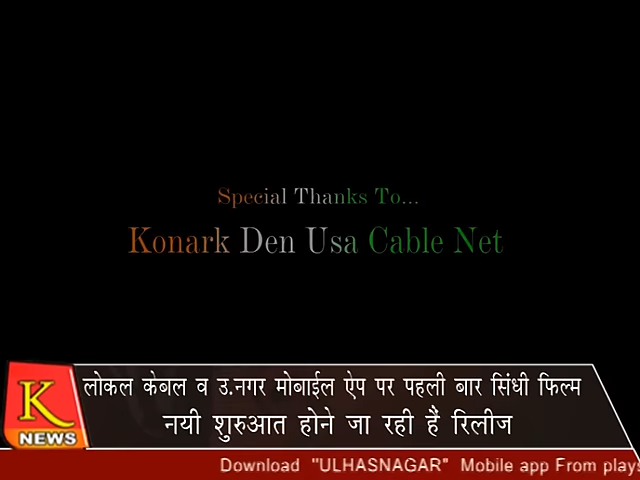 Special Thanks To...
Konark Den Usa Cable Net
लोकल केबल व उ.नगर मोबाईल ऐप पर पहली बार सिंधी फिल्म
नयी शुरुआत होने जा रही हैं रिलीज
K
NEWS
Download "ULHASNAGAR" Mobile app From plays